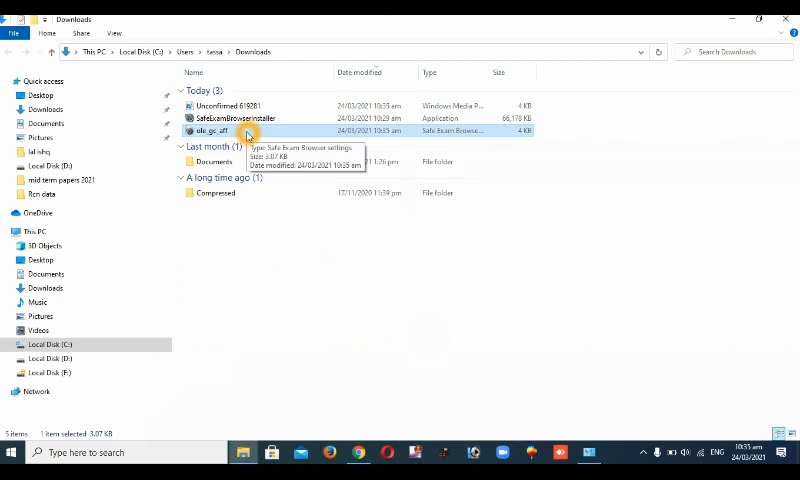 Downloads
File
Home
Share
View
This PC
Local Disk (C:)
Users
tassa
Downloads
Search Downloads
Name
Date modified
Type
Size
Quick access
Desktop
Downloads
Documents
Pictures
lal ishq
Local Disk (D:)
mid term papers 2021
Rcn data
OneDrive
This PC
3D Objects
Desktop
Documents
Downloads
Music
Pictures
Videos
Local Disk (C:)
Local Disk (D:)
Local Disk (F:)
Network
Today (3)
Unconfirmed 619281 24/03/2021 10:35 am Windows Media P... 4 KB
SafeExamBrowserInstaller 24/03/2021 10:29 am Application 66,178 KB
ole_gc_aff 24/03/2021 10:35 am Safe Exam Browse... 4 KB
Type: Safe Exam Browser settings
Size: 3.07 KB
Date modified: 24/03/2021 10:35 am
Last month (1)
Documents 1:26 pm File folder
A long time ago (1)
Compressed 17/11/2020 11:39 pm File folder
5 items 1 item selected 3.07 KB
Type here to search
ENG
10:35 am
24/03/2021